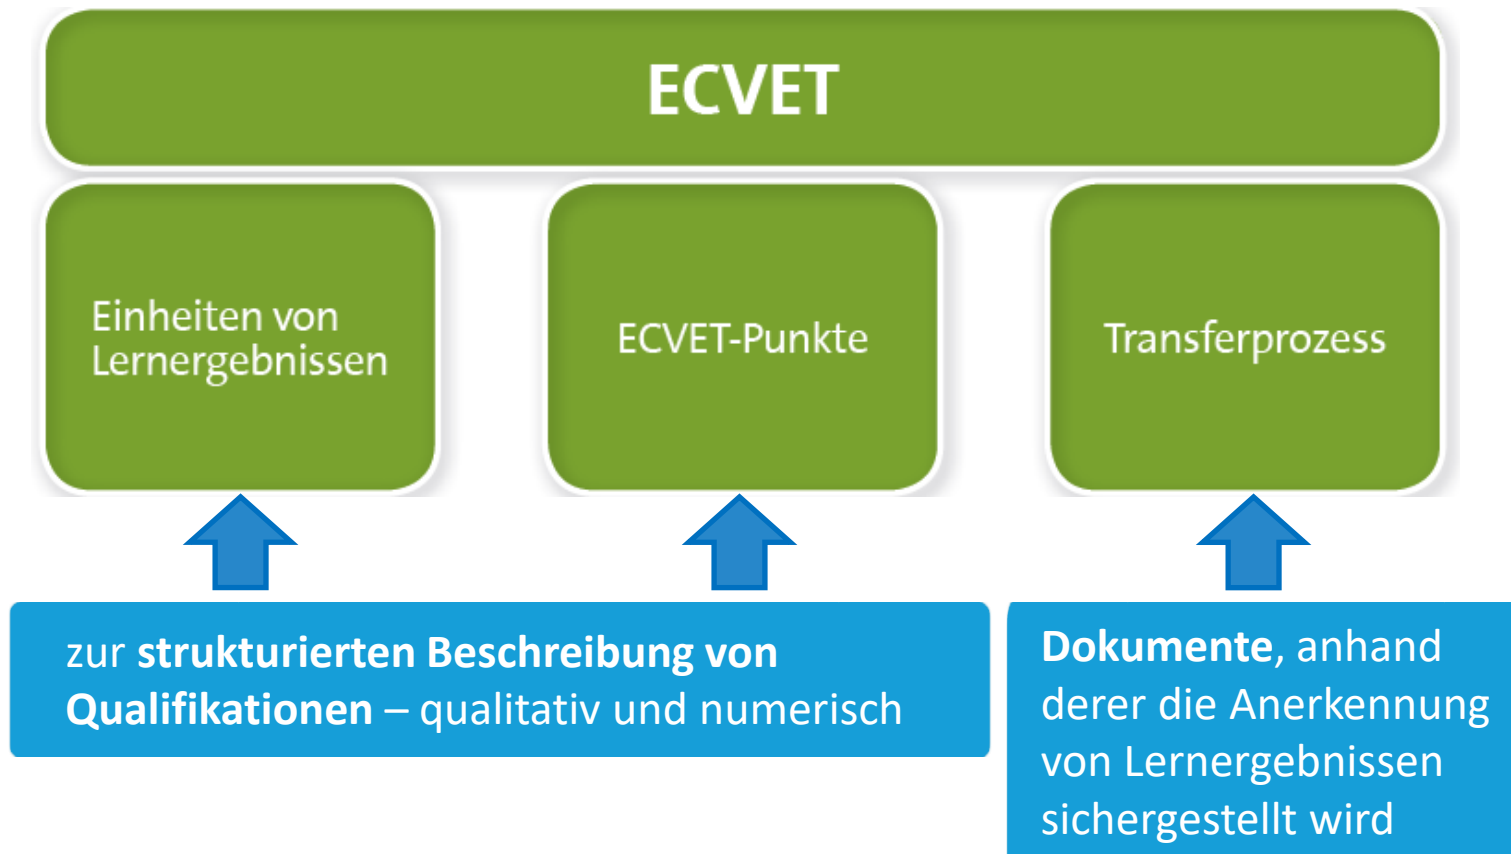 ECVET
Einheiten von
Lernergebnissen
ECVET-Punkte
Transferprozess
zur strukturierten Beschreibung von
Qualifikationen – qualitativ und numerisch
Dokumente, anhand
derer die Anerkennung
von Lernergebnissen
sichergestellt wird